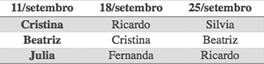 11/setembro 18/setembro 25/setembro
Cristina Ricardo Silvia
Beatriz Cristina Beatriz
Julia Fernanda Ricardo